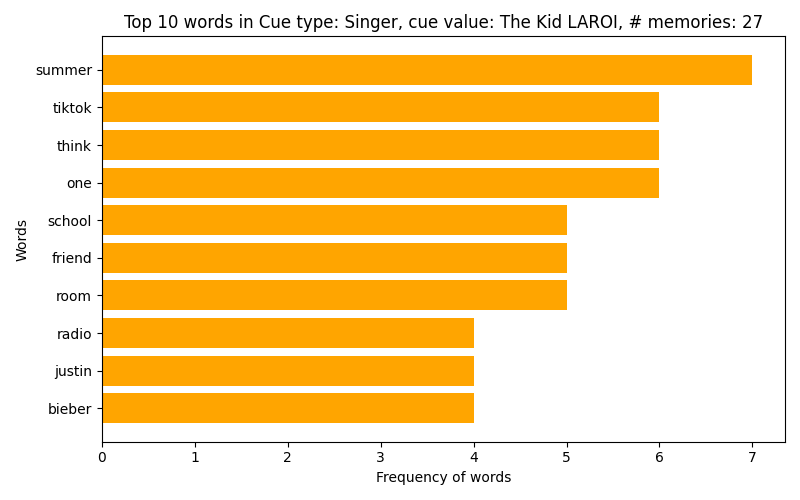 Top 10 words in Cue type: Singer, cue value: The Kid LAROI, # memories: 27
summer
tiktok
think
one
school
friend
room
radio
justin
bieber
Words
0 1 2 3 4 5 6 7
Frequency of words